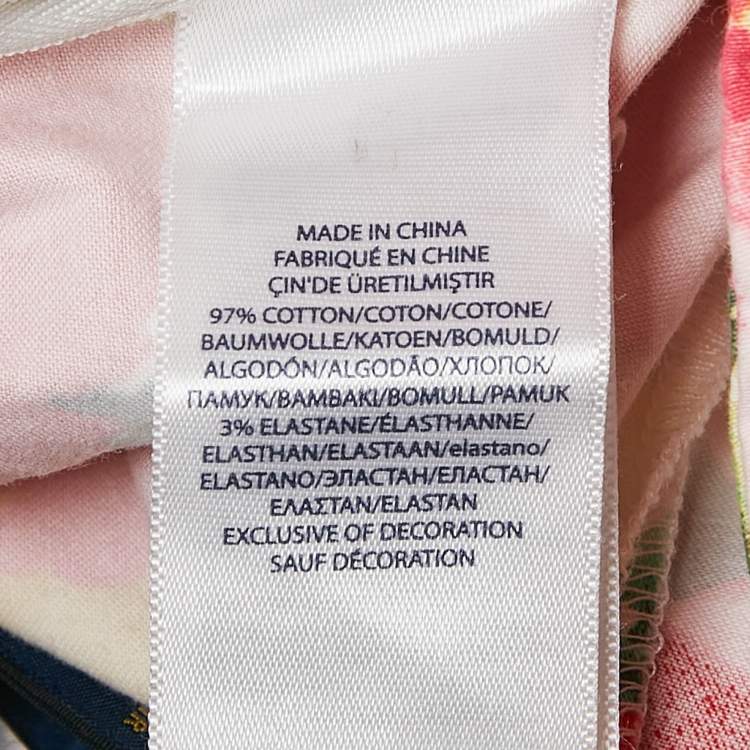 MADE IN CHINA
FABRIQUÉ EN CHINE
ÇIN'DE ÜRETILMIŞTIR
97% COTTON/COTON/COTONE/
BAUMWOLLE/KATOEN/BOMULD/
ALGODÓN/ALGODÃO/ХЛОПОК/
ПАМУК/BAMBAKI/BOMULL/PAMUK
3% ELASTANE/ÉLASTHANNE/
ELASTHAN/ELASTAAN/elastano/
ELASTANO/ЭЛАСТАН/ЕЛАСТАН/
ΕΛΑΣΤΑΝ/ELASTAN
EXCLUSIVE OF DECORATION
SAUF DÉCORATION